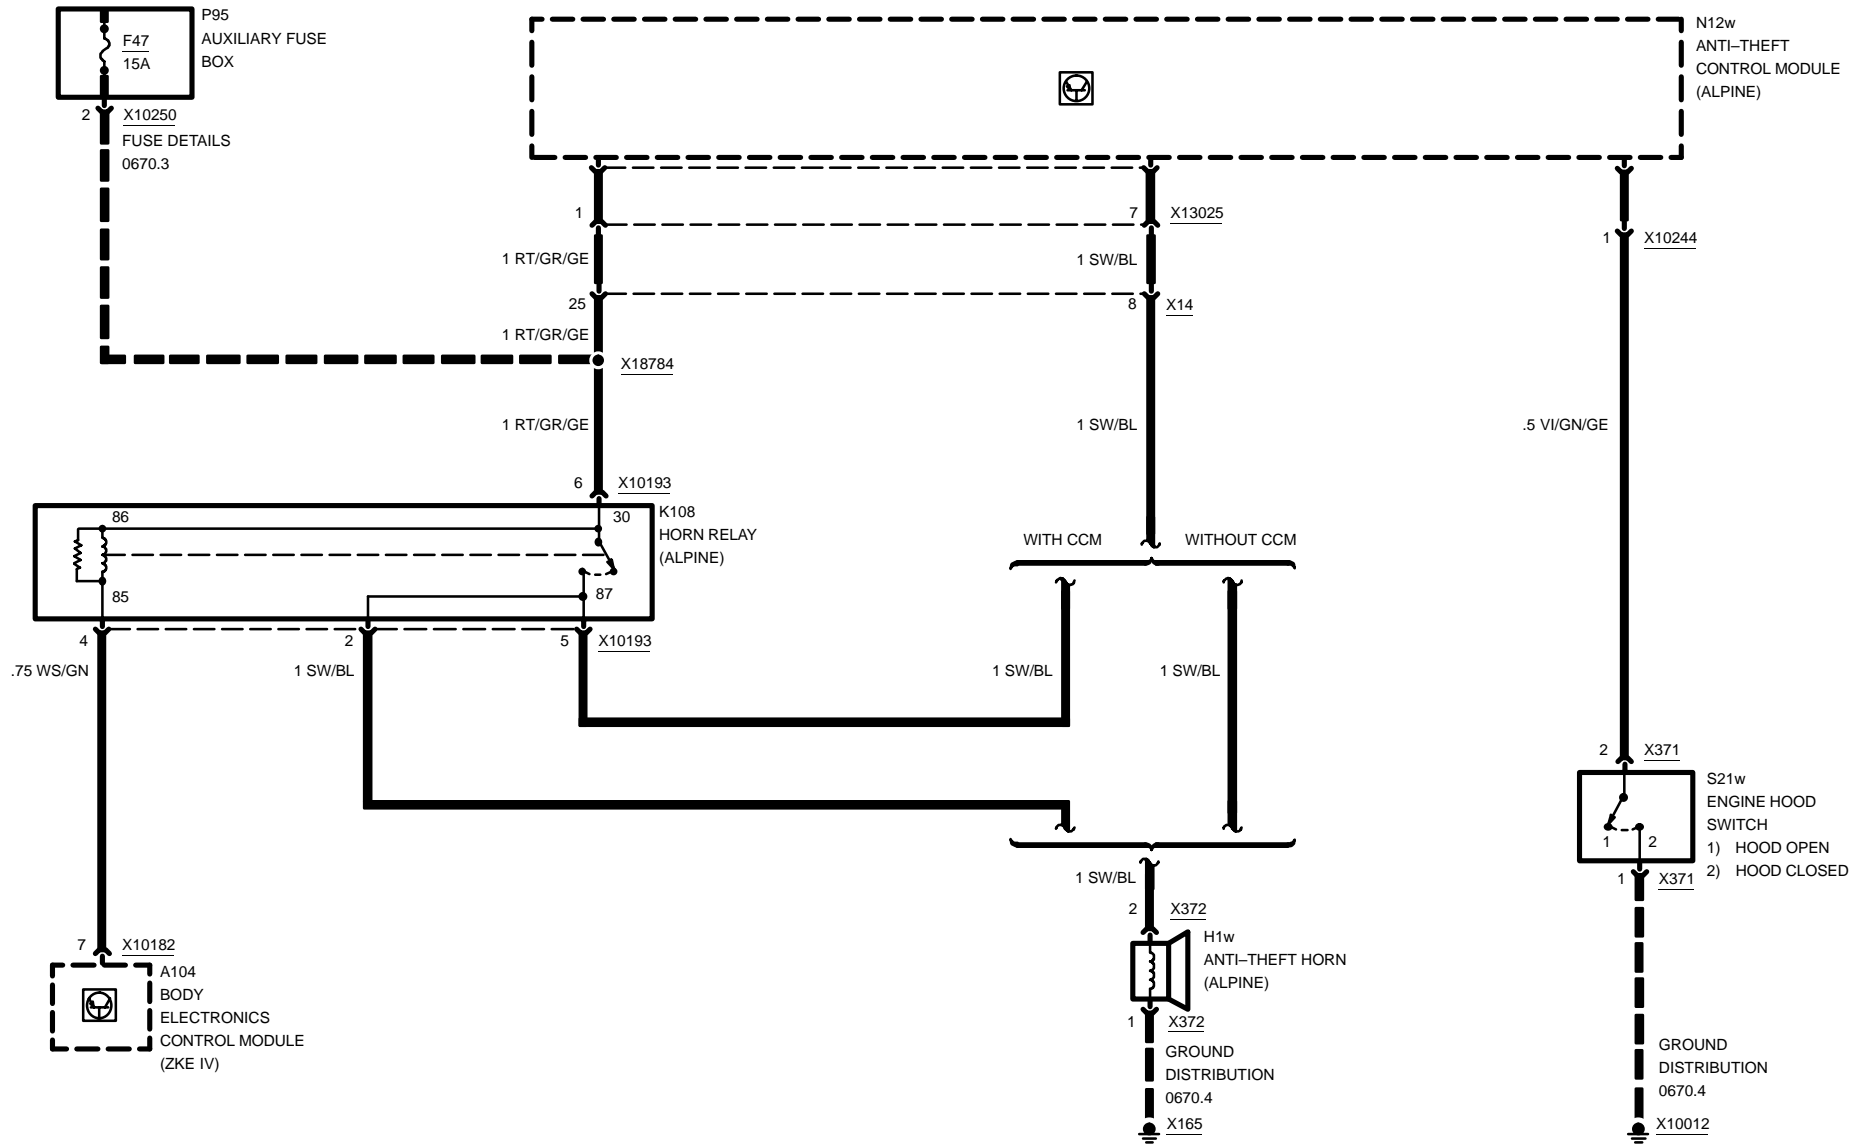 P95
AUXILIARY FUSE
BOX
F47
15A
2
X10250
FUSE DETAILS
0670.3
N12w
ANTI–THEFT
CONTROL MODULE
(ALPINE)
1
7
X13025
1
X10244
1 RT/GR/GE
1 SW/BL
25
8
X14
1 RT/GR/GE
X18784
1 RT/GR/GE
1 SW/BL
.5 VI/GN/GE
6
X10193
86
30
K108
HORN RELAY
(ALPINE)
85
87
WITH CCM
WITHOUT CCM
4
2
5
X10193
.75 WS/GN
1 SW/BL
1 SW/BL
1 SW/BL
2
X371
S21w
ENGINE HOOD
SWITCH
1) HOOD OPEN
2) HOOD CLOSED
1
2
1
X371
1 SW/BL
2
X372
H1w
ANTI–THEFT HORN
(ALPINE)
1
X372
GROUND
DISTRIBUTION
0670.4
X165
7
X10182
A104
BODY
ELECTRONICS
CONTROL MODULE
(ZKE IV)
GROUND
DISTRIBUTION
0670.4
X10012